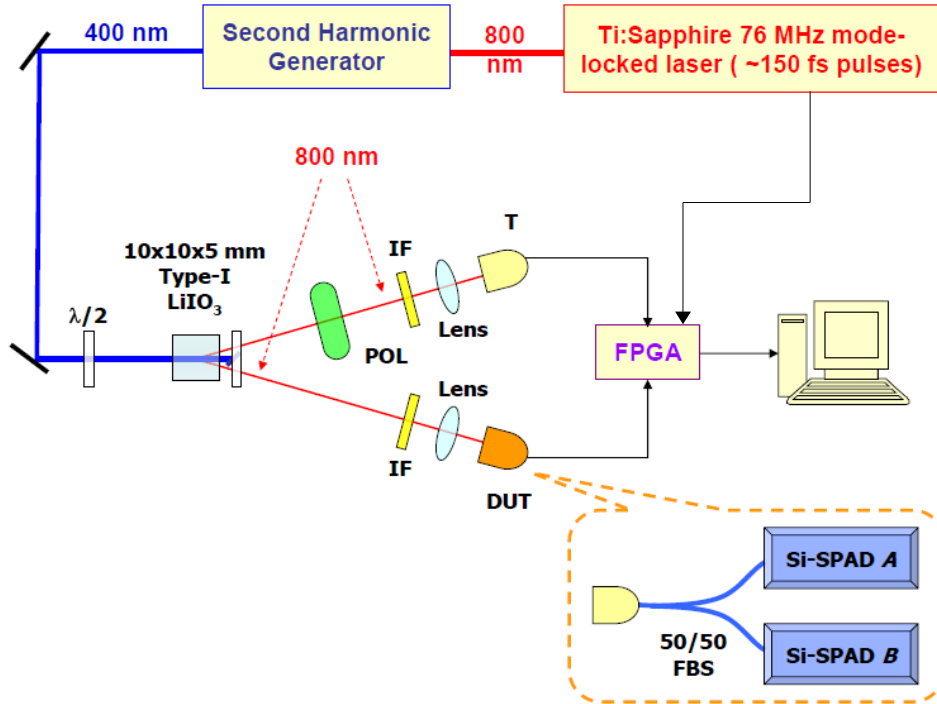 400 nm
Second Harmonic
Generator
800
nm
Ti:Sapphire 76 MHz mode-
locked laser ( ~150 fs pulses)
800 nm
T
IF
10x10x5 mm
Type-I
LiIO₃
Lens
λ/2
POL
FPGA
Lens
IF
DUT
Si-SPAD A
50/50
FBS
Si-SPAD B